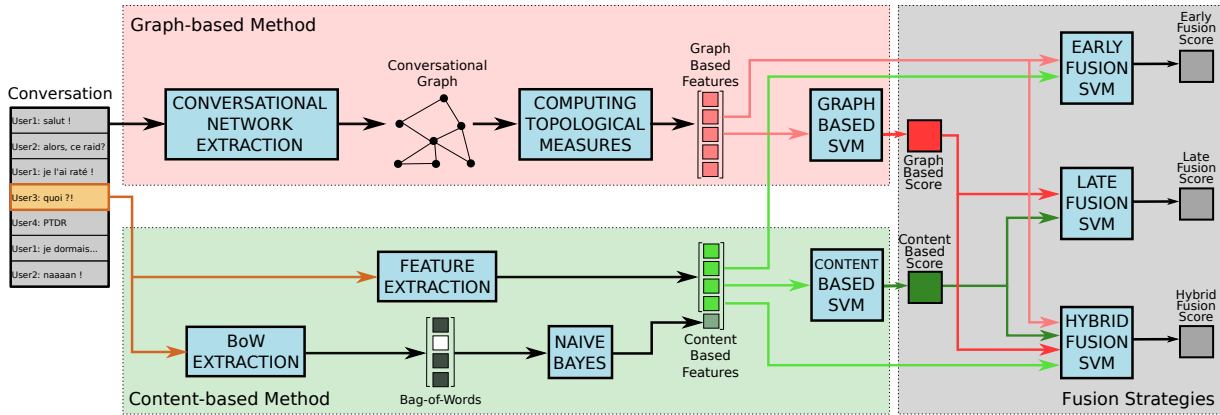 Graph-based Method
Conversation
User1: salut !
User2: alors, ce raid?
User1: je l'ai raté !
User3: quoi ?!
User4: PTDR
User1: je dormais...
User2: naaaan !
CONVERSATIONAL
NETWORK
EXTRACTION
Conversational
Graph
COMPUTING
TOPOLOGICAL
MEASURES
Graph
Based
Features
GRAPH
BASED
SVM
Graph
Based
Score
FEATURE
EXTRACTION
BoW
EXTRACTION
Bag-of-Words
NAIVE
BAYES
Content
Based
Features
CONTENT
BASED
SVM
Content
Based
Score
Content-based Method
EARLY
FUSION
SVM
Early
Fusion
Score
LATE
FUSION
SVM
Late
Fusion
Score
HYBRID
FUSION
SVM
Hybrid
Fusion
Score
Fusion Strategies